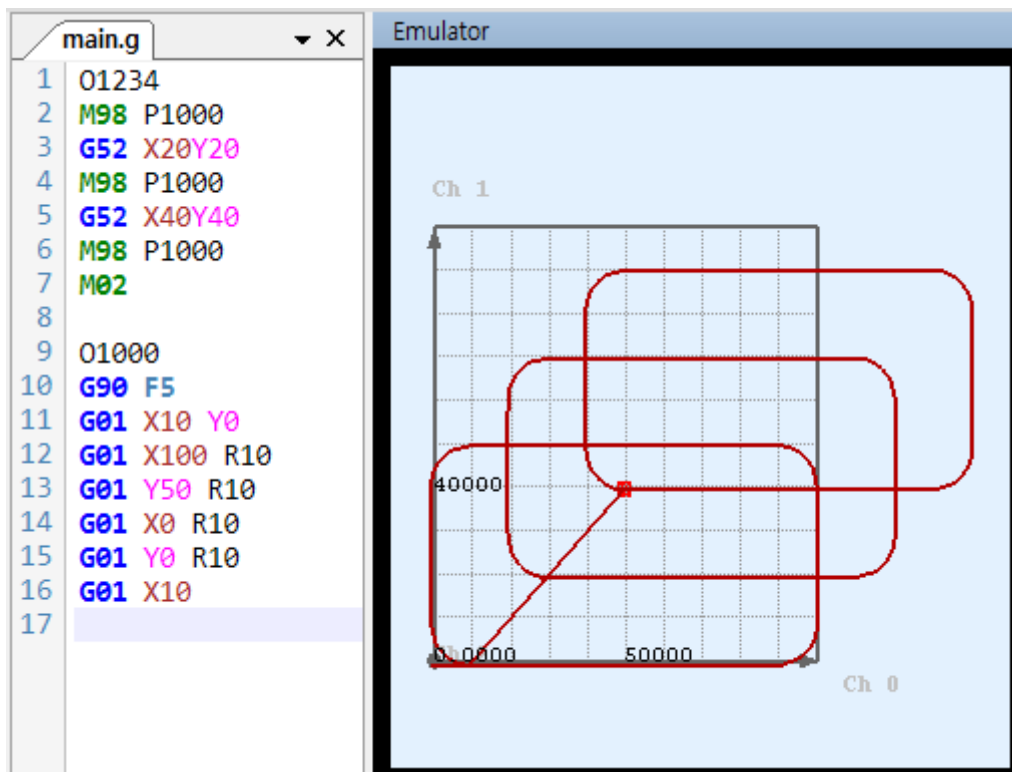 main.g
1 O1234
2 M98 P1000
3 G52 X20Y20
4 M98 P1000
5 G52 X40Y40
6 M98 P1000
7 M02
8
9 O1000
10 G90 F5
11 G01 X10 Y0
12 G01 X100 R10
13 G01 Y50 R10
14 G01 X0 R10
15 G01 Y0 R10
16 G01 X10
17
Emulator
Ch 1
40000
50000
Ch 0